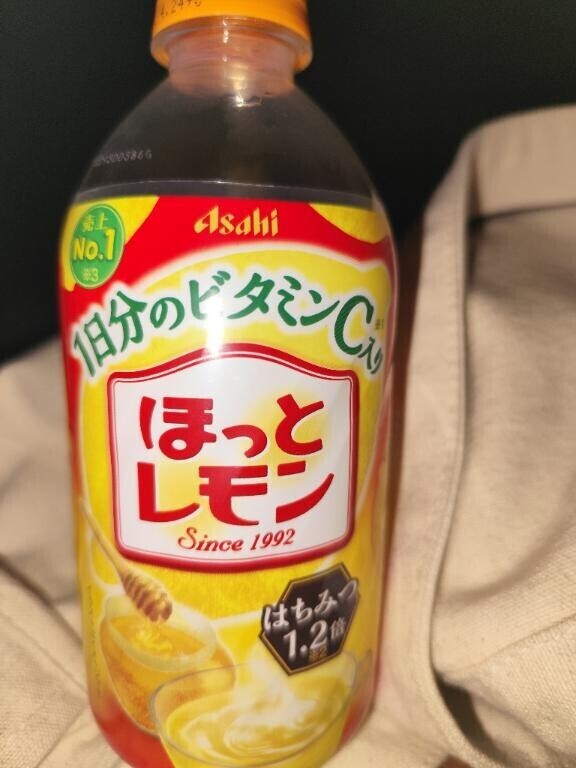 売上
No.1
※3
Asahi
1日分のビタミンC入り
ほっと
レモン
Since 1992
はちみつ
1.2倍
※2